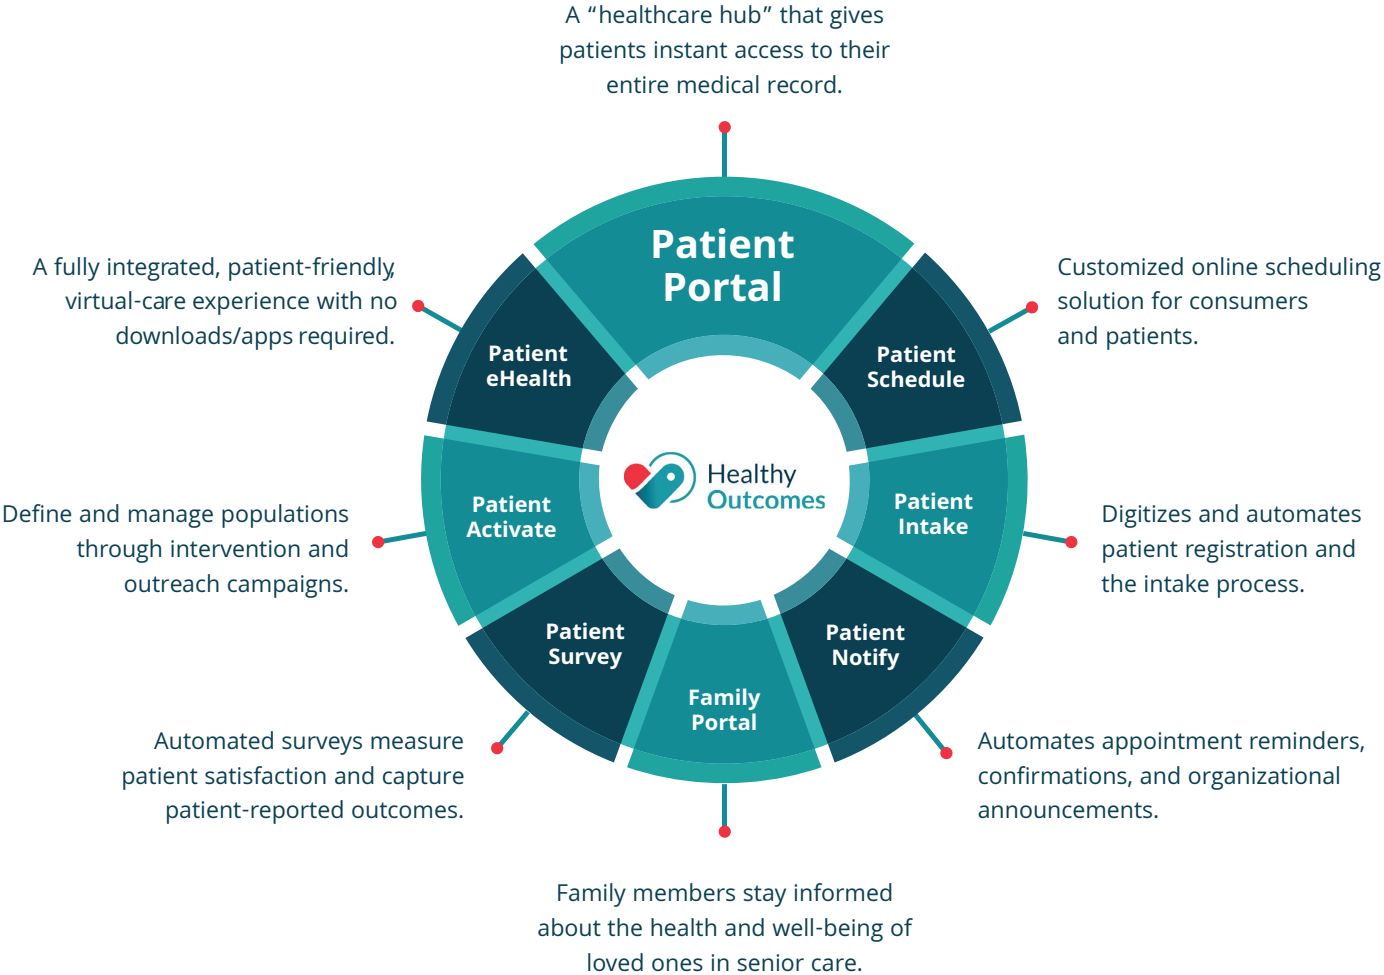 A “healthcare hub” that gives
patients instant access to their
entire medical record.
Patient
Portal
A fully integrated, patient-friendly,
virtual-care experience with no
downloads/apps required.
Customized online scheduling
solution for consumers
and patients.
Patient
eHealth
Patient
Schedule
Healthy
Outcomes
Patient
Activate
Patient
Intake
Define and manage populations
through intervention and
outreach campaigns.
Digitizes and automates
patient registration and
the intake process.
Patient
Survey
Patient
Notify
Family
Portal
Automated surveys measure
patient satisfaction and capture
patient-reported outcomes.
Automates appointment reminders,
confirmations, and organizational
announcements.
Family members stay informed
about the health and well-being of
loved ones in senior care.